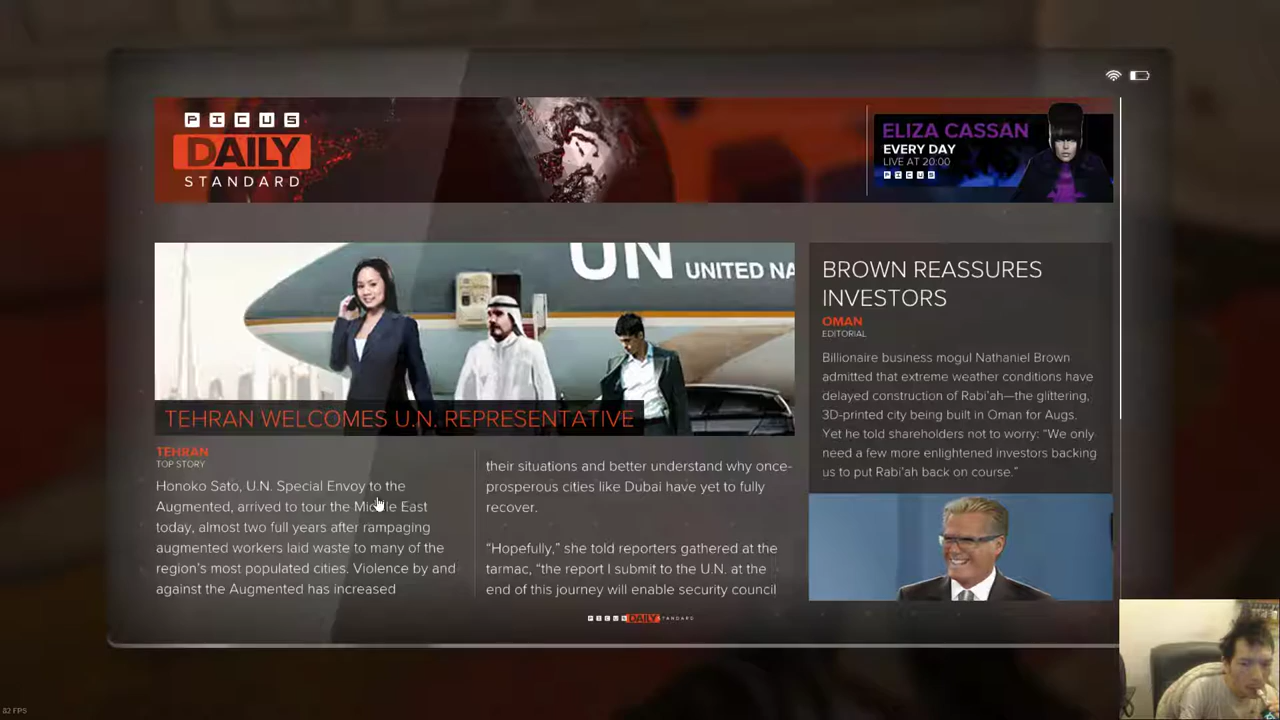 PICUS
DAILY
STANDARD
ELIZA CASSAN
EVERY DAY
LIVE AT 20:00
PICUS
UN UNITED NA
TEHRAN WELCOMES U.N. REPRESENTATIVE
TEHRAN
TOP STORY
Honoko Sato, U.N. Special Envoy to the
Augmented, arrived to tour the Middle East
today, almost two full years after rampaging
augmented workers laid waste to many of the
region's most populated cities. Violence by and
against the Augmented has increased
their situations and better understand why once-
prosperous cities like Dubai have yet to fully
recover.
“Hopefully,” she told reporters gathered at the
tarmac, “the report I submit to the U.N. at the
end of this journey will enable security council
BROWN REASSURES
INVESTORS
OMAN
EDITORIAL
Billionaire business mogul Nathaniel Brown
admitted that extreme weather conditions have
delayed construction of Rabi'ah—the glittering,
3D-printed city being built in Oman for Augs.
Yet he told shareholders not to worry: “We only
need a few more enlightened investors backing
us to put Rabi'ah back on course.”
PICUS DAILY STANDARD
82 FPS